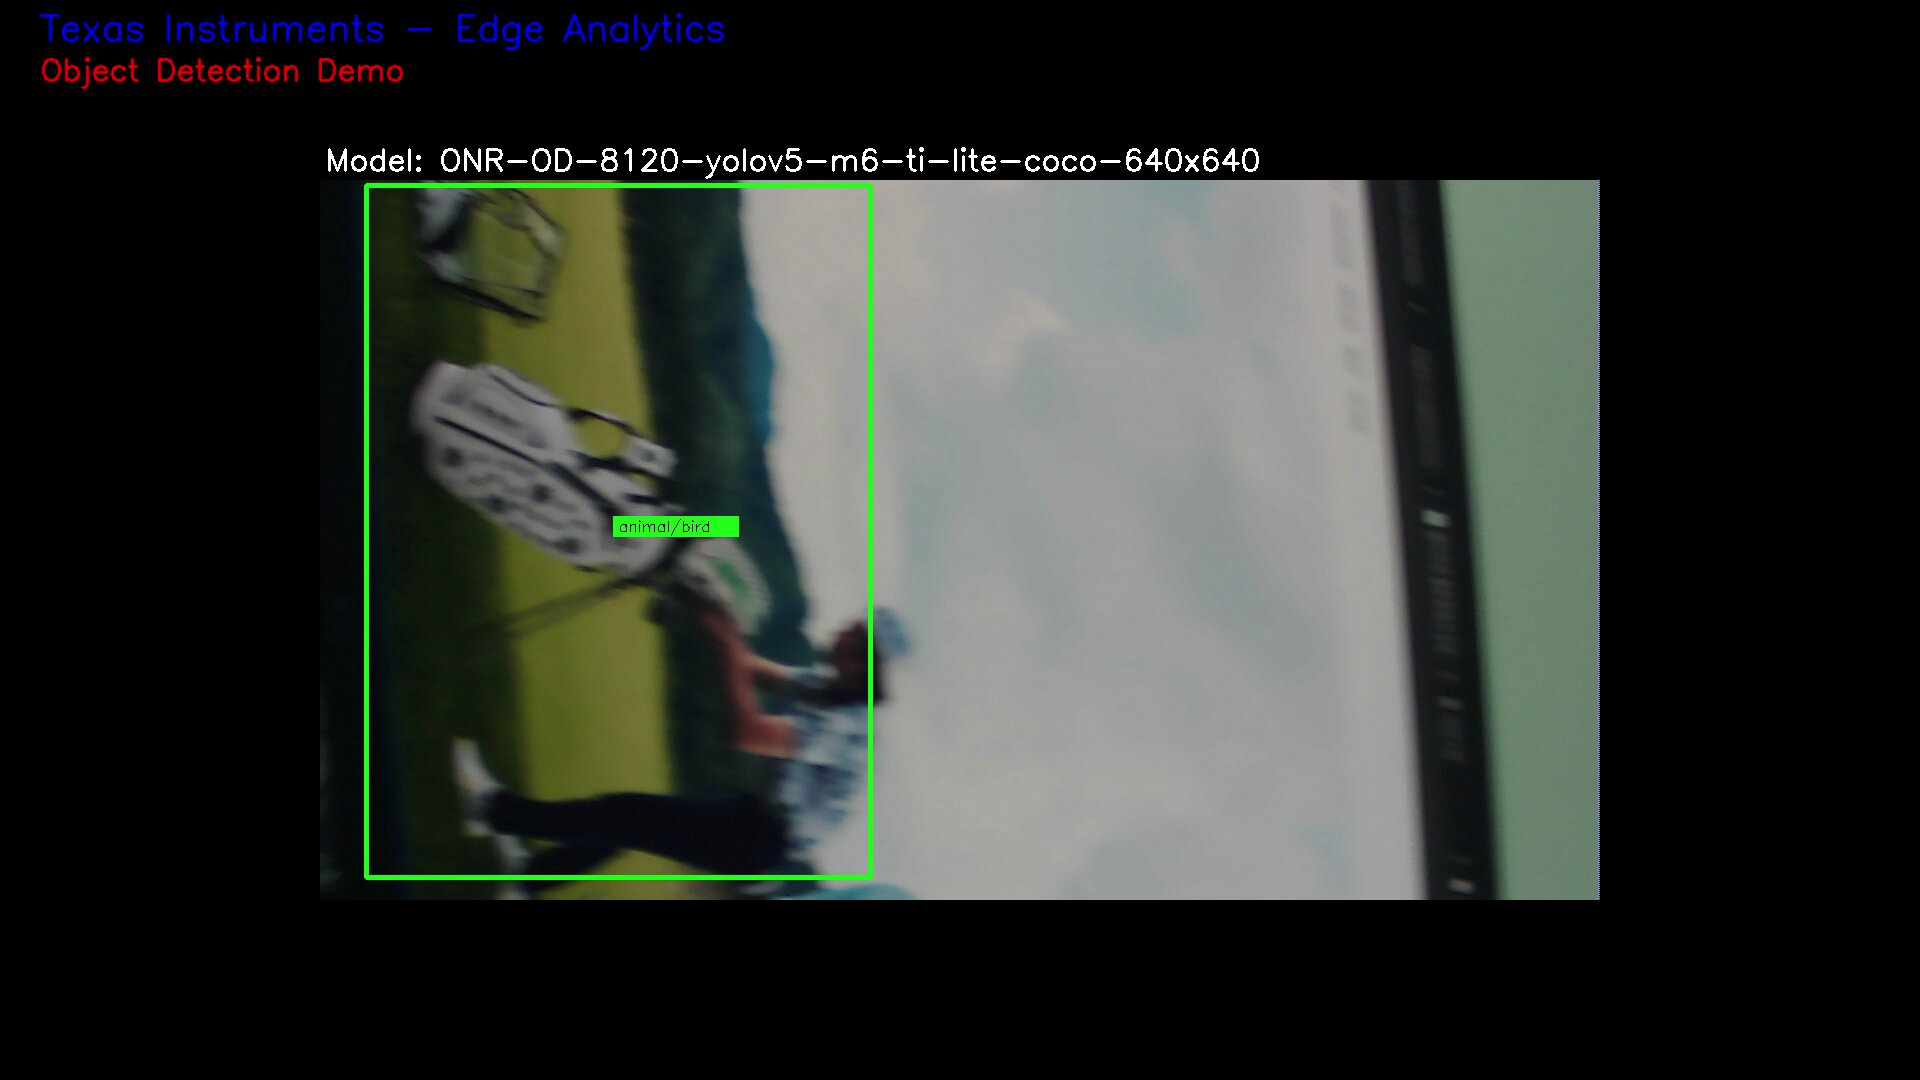 Texas Instruments - Edge Analytics
Object Detection Demo
Model: ONR-OD-8120-yolov5-m6-ti-lite-coco-640x640
animal/bird